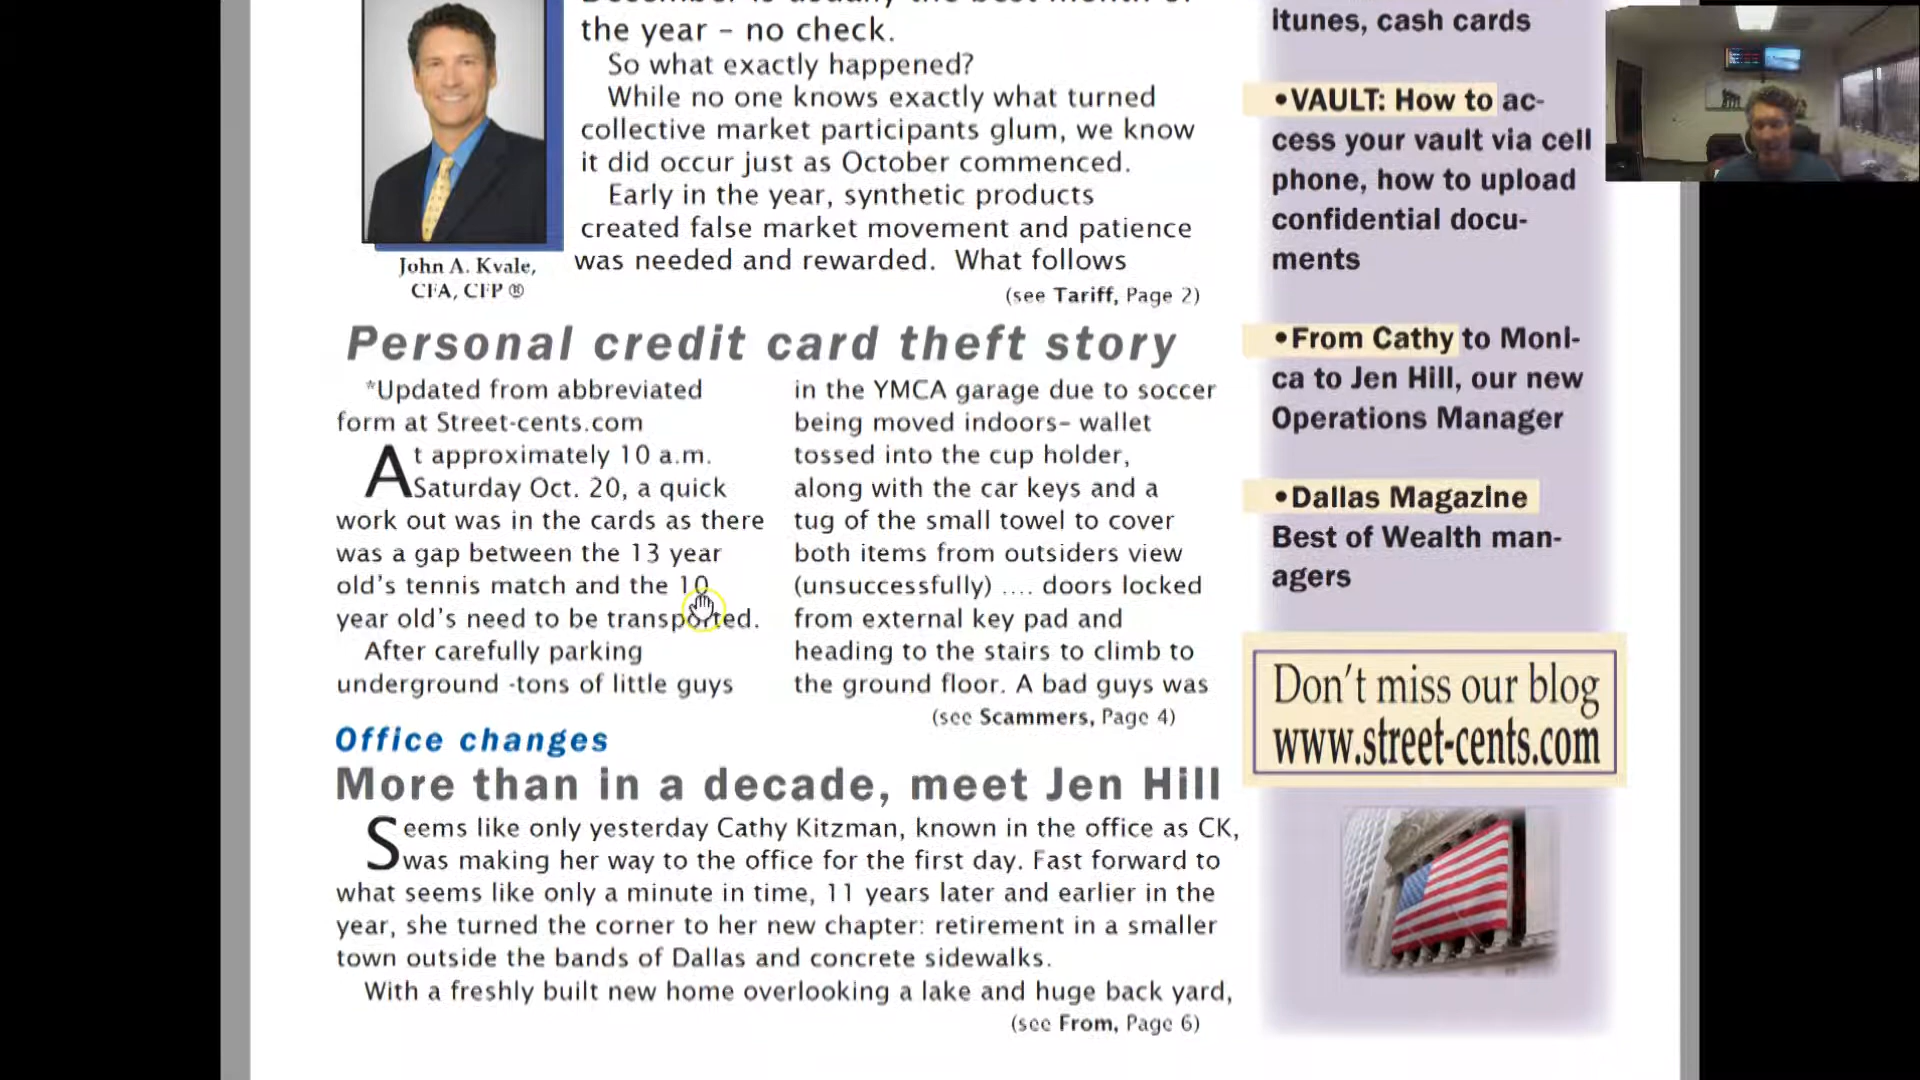 the year – no check.
So what exactly happened?
While no one knows exactly what turned
collective market participants glum, we know
it did occur just as October commenced.
Early in the year, synthetic products
created false market movement and patience
was needed and rewarded.  What follows
(see Tariff, Page 2)
John A. Kvale,
CFA, CFP ®
Personal credit card theft story
*Updated from abbreviated
form at Street-cents.com
At approximately 10 a.m.
Saturday Oct. 20, a quick
work out was in the cards as there
was a gap between the 13 year
old's tennis match and the 10
year old's need to be transported.
After carefully parking
underground -tons of little guys
in the YMCA garage due to soccer
being moved indoors– wallet
tossed into the cup holder,
along with the car keys and a
tug of the small towel to cover
both items from outsiders view
(unsuccessfully) .... doors locked
from external key pad and
heading to the stairs to climb to
the ground floor. A bad guys was
(see Scammers, Page 4)
Office changes
More than in a decade, meet Jen Hill
Seems like only yesterday Cathy Kitzman, known in the office as CK,
was making her way to the office for the first day. Fast forward to
what seems like only a minute in time, 11 years later and earlier in the
year, she turned the corner to her new chapter: retirement in a smaller
town outside the bands of Dallas and concrete sidewalks.
With a freshly built new home overlooking a lake and huge back yard,
(see From, Page 6)
itunes, cash cards
•VAULT: How to ac-
cess your vault via cell
phone, how to upload
confidential docu-
ments
•From Cathy to Moni-
ca to Jen Hill, our new
Operations Manager
•Dallas Magazine
Best of Wealth man-
agers
Don't miss our blog
www.street-cents.com